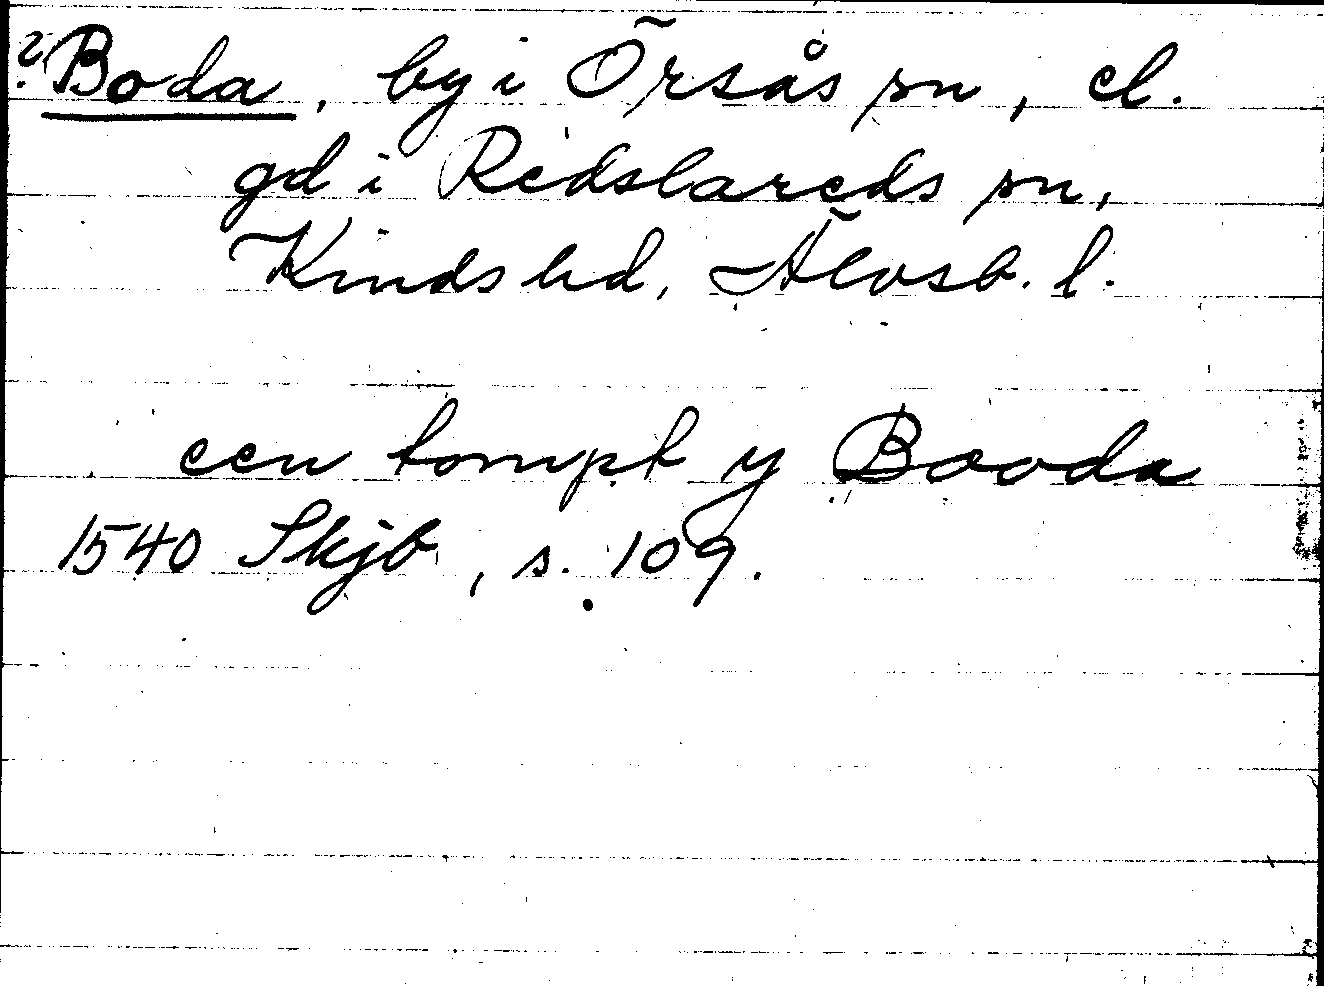 ? Boda, by i Örsås sn, el.
gd i Redslareds sn,
Kinds hd, Älvsb. l.
een tompt y Booda
1540 Skjb, s. 109.